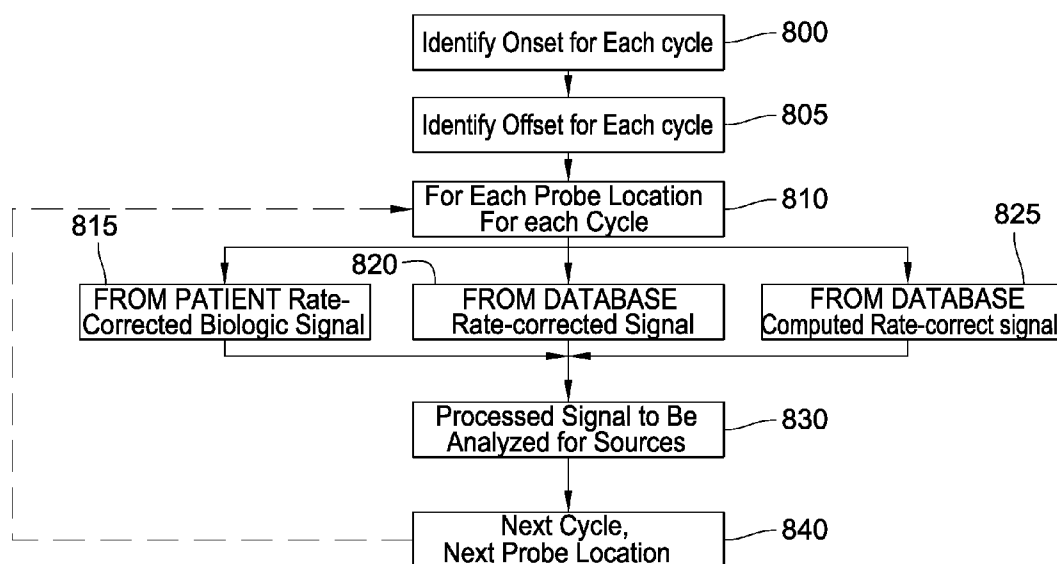 Identify Onset for Each cycle
800
Identify Offset for Each cycle
805
For Each Probe Location
For each Cycle
810
815
820
825
FROM PATIENT Rate-
Corrected Biologic Signal
FROM DATABASE
Rate-corrected Signal
FROM DATABASE
Computed Rate-correct signal
Processed Signal to Be
Analyzed for Sources
830
Next Cycle,
Next Probe Location
840